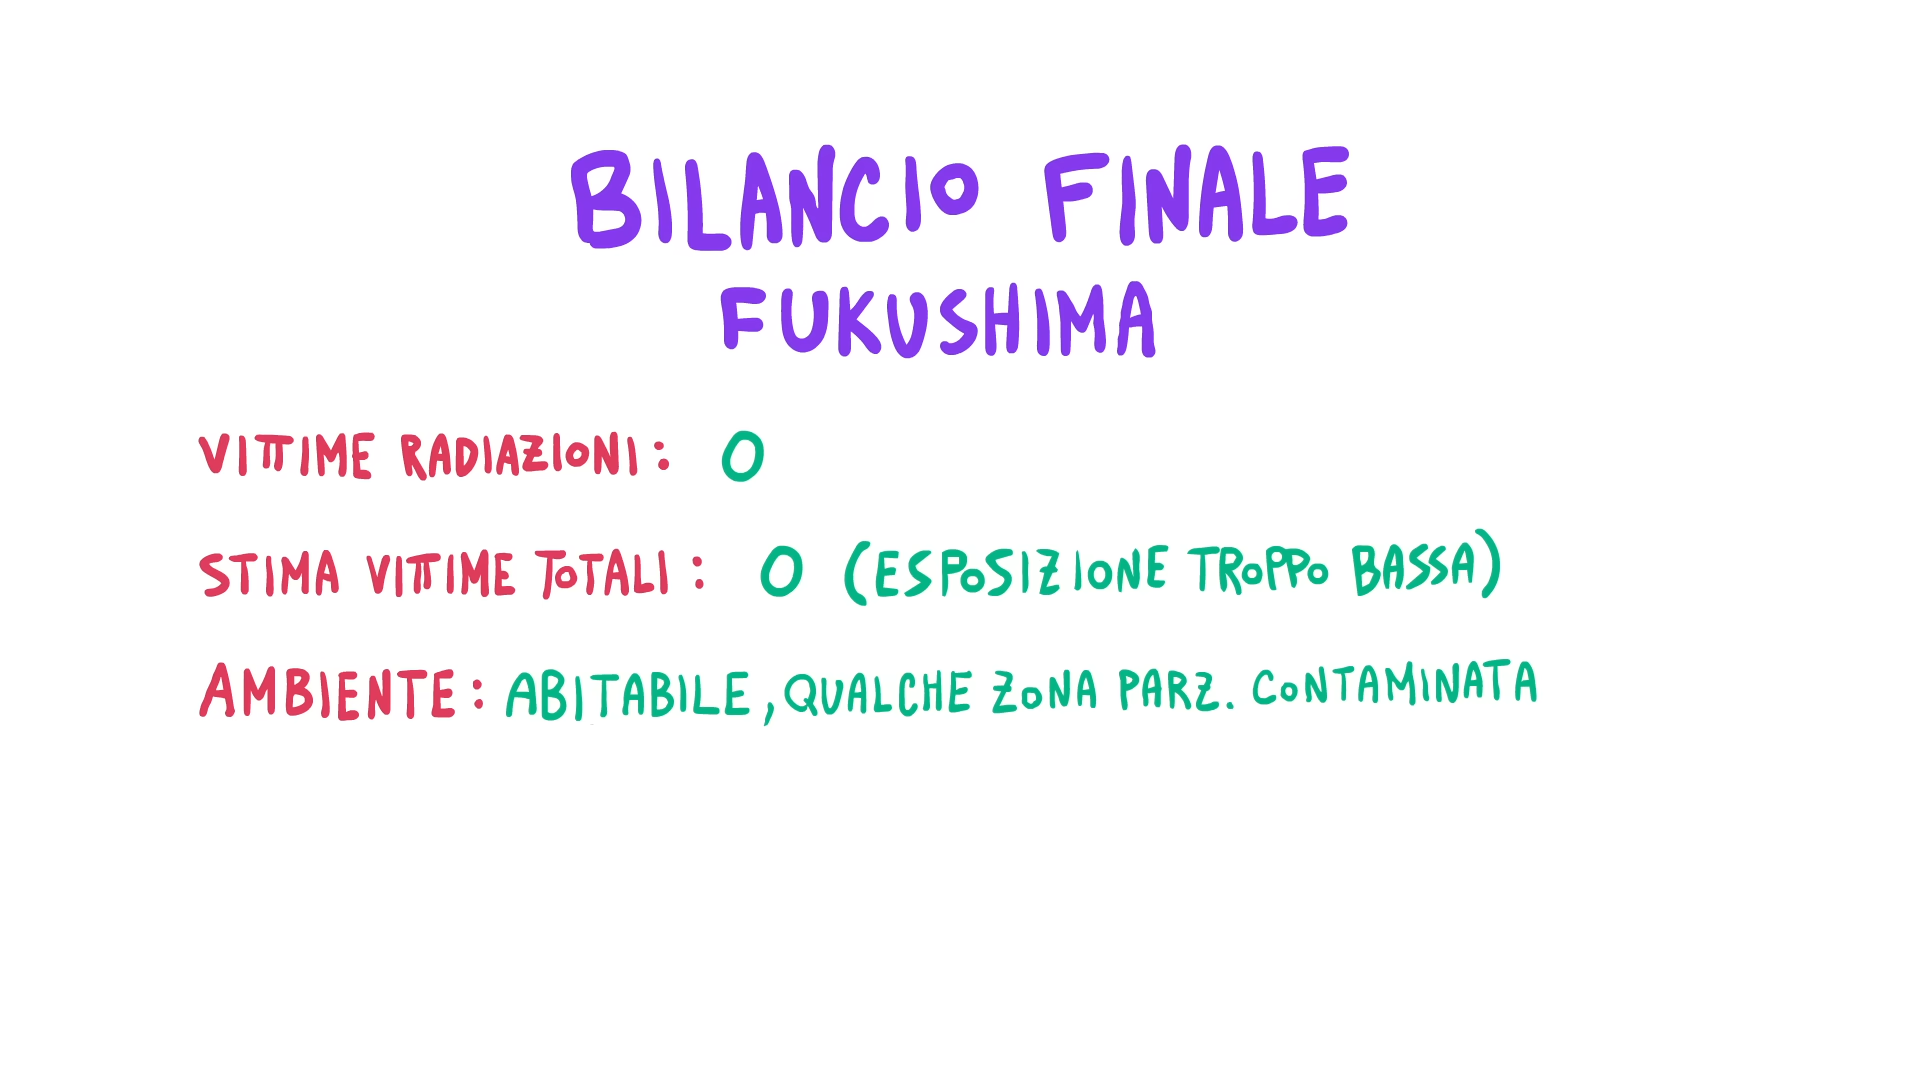 BILANCIO FINALE
FUKUSHIMA
VITTIME RADIAZIONI: 0
STIMA VITTIME TOTALI: 0 (ESPOSIZIONE TROPPO BASSA)
AMBIENTE: ABITABILE, QUALCHE ZONA PARZ. CONTAMINATA